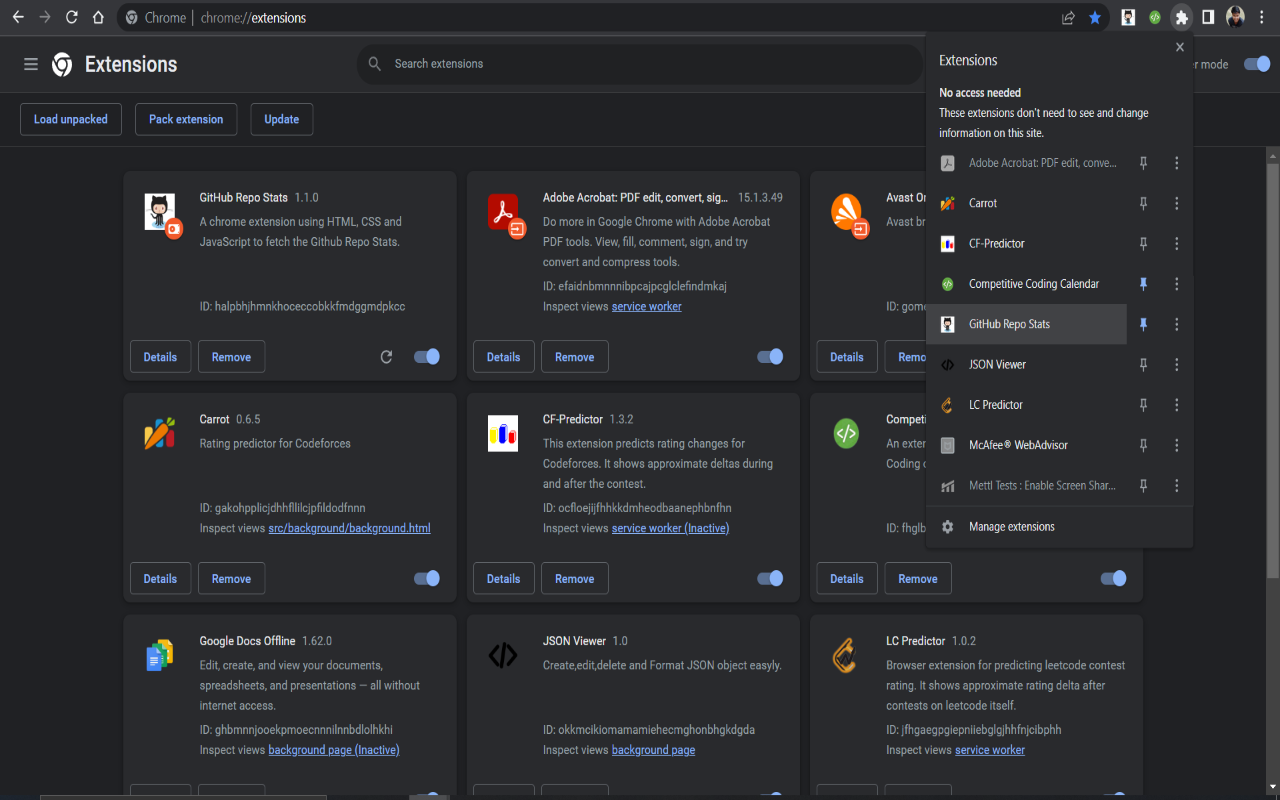 Chrome | chrome://extensions
Extensions
Search extensions
r mode
Load unpacked
Pack extension
Update
GitHub Repo Stats 1.1.0
A chrome extension using HTML, CSS and
JavaScript to fetch the Github Repo Stats.
ID: halpbhjhmnkhoceccobkkfmdggmdpkcc
Details
Remove
Adobe Acrobat: PDF edit, convert, sig... 15.1.3.49
Do more in Google Chrome with Adobe Acrobat
PDF tools. View, fill, comment, sign, and try
convert and compress tools.
ID: efaidnbmnnnibpcajpcglclefindmkaj
Inspect views service worker
Details
Remove
Avast O
Avast br
ID: gome
Details
Remo
Carrot 0.6.5
Rating predictor for Codeforces
ID: gakohpplicjdhhfllilcjpfildodfnnn
Inspect views src/background/background.html
Details
Remove
CF-Predictor 1.3.2
This extension predicts rating changes for
Codeforces. It shows approximate deltas during
and after the contest.
ID: ocfloejijfhhkkdmheodbaanephbnfhn
Inspect views service worker (Inactive)
Details
Remove
Competi
An exten
Coding c
ID: fhglb
Details
Remove
Google Docs Offline 1.62.0
Edit, create, and view your documents,
spreadsheets, and presentations — all without
internet access.
ID: ghbmnnjooekpmoecnnnilnnbdlolhkhi
Inspect views background page (Inactive)
JSON Viewer 1.0
Create,edit,delete and Format JSON object easyly.
ID: okkmcikiomamamiehecmghonbhgkdgda
Inspect views background page
LC Predictor 1.0.2
Browser extension for predicting leetcode contest
rating. It shows approximate rating delta after
contests on leetcode itself.
ID: jfhgaegpgiepniiebglgjhhfnjcibphh
Inspect views service worker
Extensions
No access needed
These extensions don't need to see and change
information on this site.
Adobe Acrobat: PDF edit, conve...
Carrot
CF-Predictor
Competitive Coding Calendar
GitHub Repo Stats
JSON Viewer
LC Predictor
McAfee® WebAdvisor
Mettl Tests : Enable Screen Shar...
Manage extensions